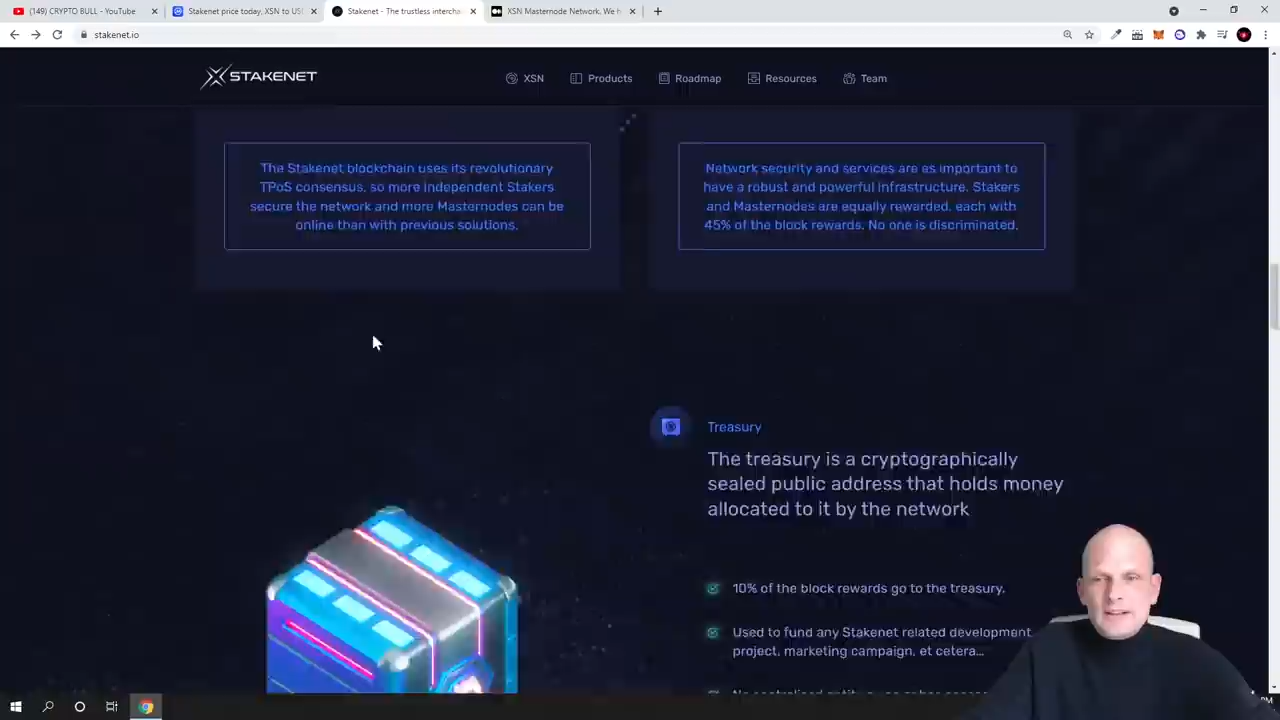 (149) CRYPTO BULL - YouTube
Stakenet price today, XSN to US
Stakenet - The trustless intercha
XSN Masternode Network. We h
stakenet.io
STAKENET
XSN
Products
Roadmap
Resources
Team
The Stakenet blockchain uses its revolutionary
TPoS consensus, so more independent Stakers
secure the network and more Masternodes can be
online than with previous solutions.
Network security and services are as important to
have a robust and powerful infrastructure. Stakers
and Masternodes are equally rewarded, each with
45% of the block rewards. No one is discriminated.
Treasury
The treasury is a cryptographically
sealed public address that holds money
allocated to it by the network
10% of the block rewards go to the treasury.
Used to fund any Stakenet related development
project, marketing campaign, et cetera...